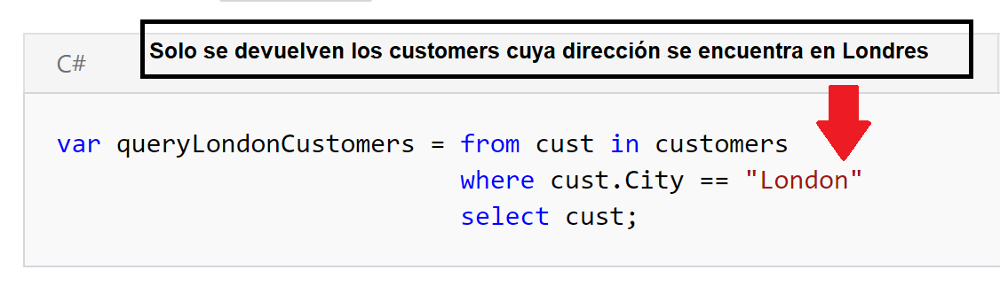 Solo se devuelven los customers cuya dirección se encuentra en Londres
C#
var queryLondonCustomers = from cust in customers
where cust.City == "London"
select cust;